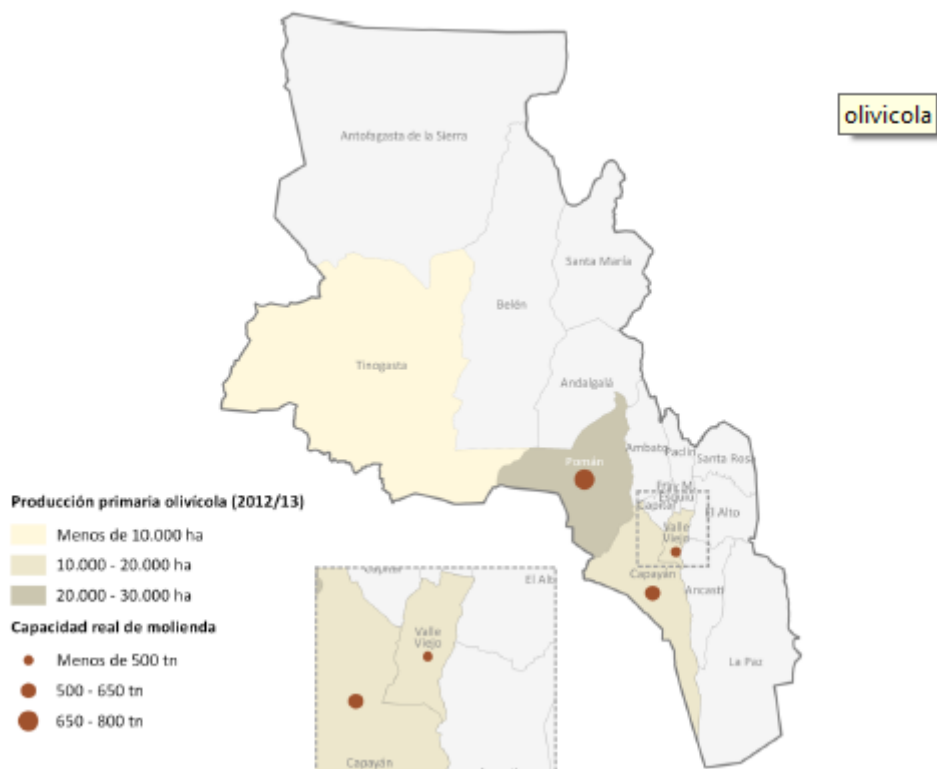 olivicola
Antofagasta de la Sierra
Santa María
Belén
Tinogasta
Andalgalá
Ambato
Paclín
Santa Rosa
Pomán
Fray M.
Esquiú
Capital
El Alto
Valle
Viejo
Capayán
Ancasti
La Paz
Producción primaria olivícola (2012/13)
Menos de 10.000 ha
10.000 - 20.000 ha
20.000 - 30.000 ha
Capacidad real de molienda
Menos de 500 tn
500 - 650 tn
650 - 800 tn
Capital
El Alto
Valle
Viejo
Capayán